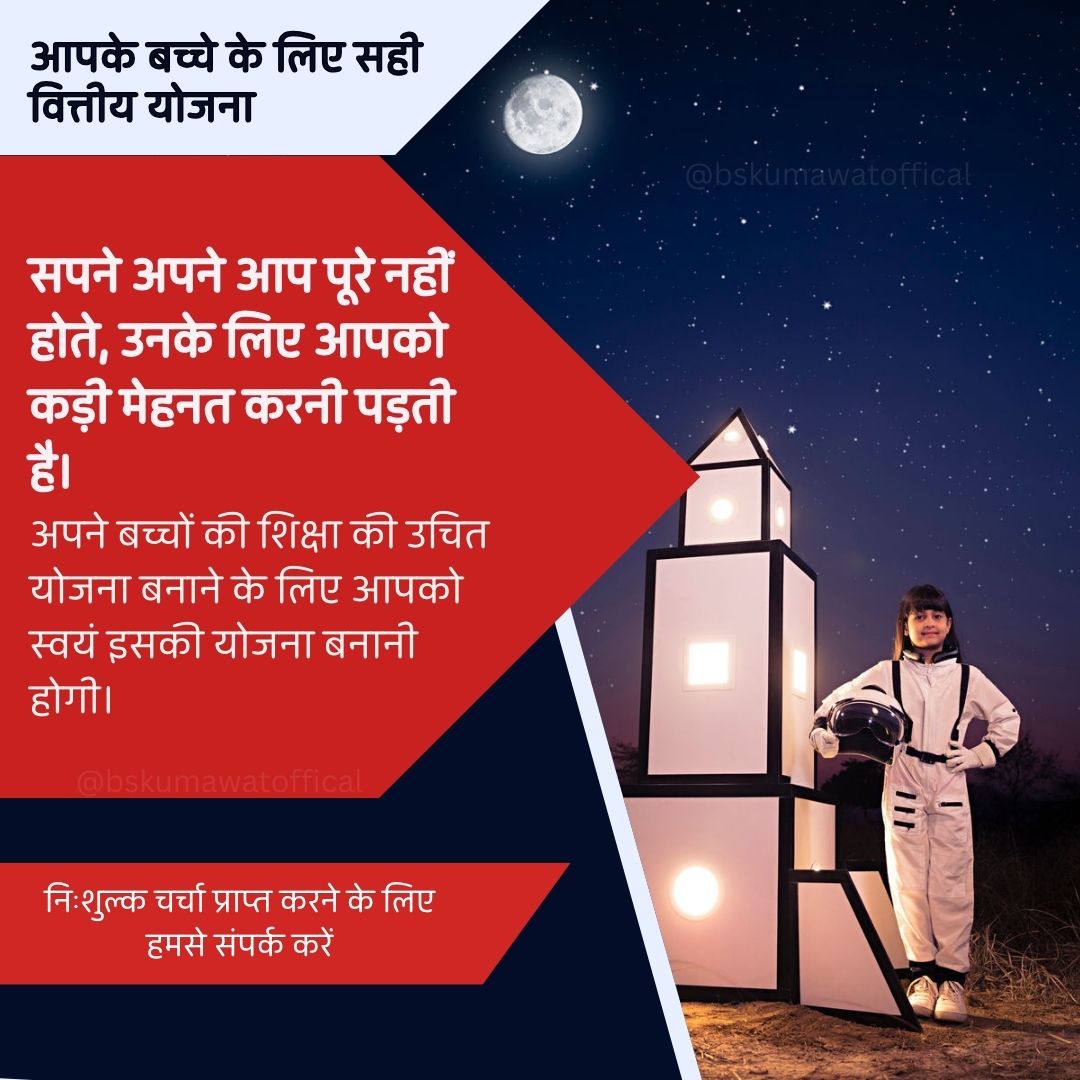 आपके बच्चे के लिए सही
वित्तीय योजना
@bskumawatoffical
सपने अपने आप पूरे नहीं
होते, उनके लिए आपको
कड़ी मेहनत करनी पड़ती
है।
अपने बच्चों की शिक्षा की उचित
योजना बनाने के लिए आपको
स्वयं इसकी योजना बनानी
होगी।
@bskumawatoffical
निःशुल्क चर्चा प्राप्त करने के लिए
हमसे संपर्क करें